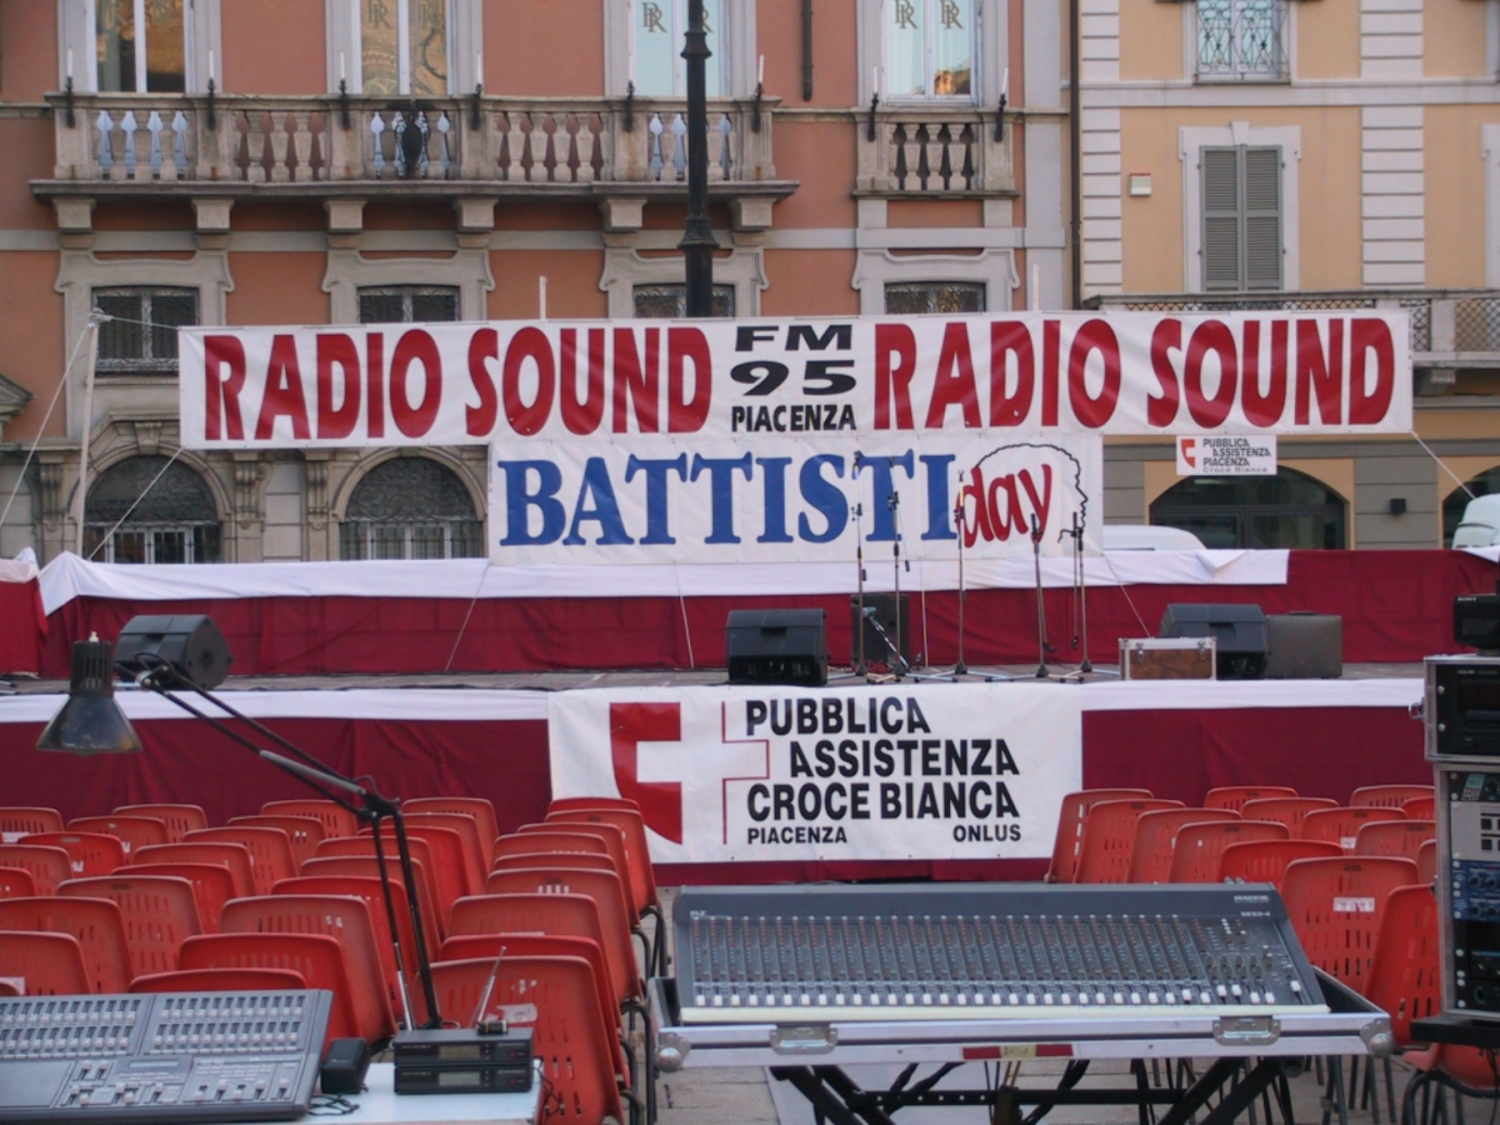 RADIO SOUND FM 95 PIACENZA RADIO SOUND
BATTISTI day
PUBBLICA
ASSISTENZA
PIACENZA
Croce Bianca
PUBBLICA
ASSISTENZA
CROCE BIANCA
PIACENZA ONLUS